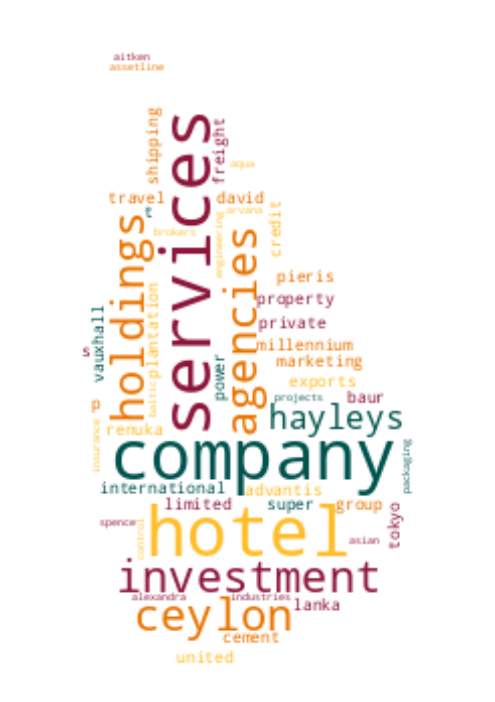 aitken
assetline
shipping
services
freight
aqua
travel
t
david
holdings
arvana
brokers
engineering
agencies
credit
pieris
plantation
property
vauxhall
private
s
millennium
power
marketing
baltic
exports
projects
baur
p
hayleys
renuka
insurance
company
packaging
international
advantis
limited
super
group
tokyo
spence
control
hotel
asian
investment
alexandra
industries
lanka
ceylon
cement
united